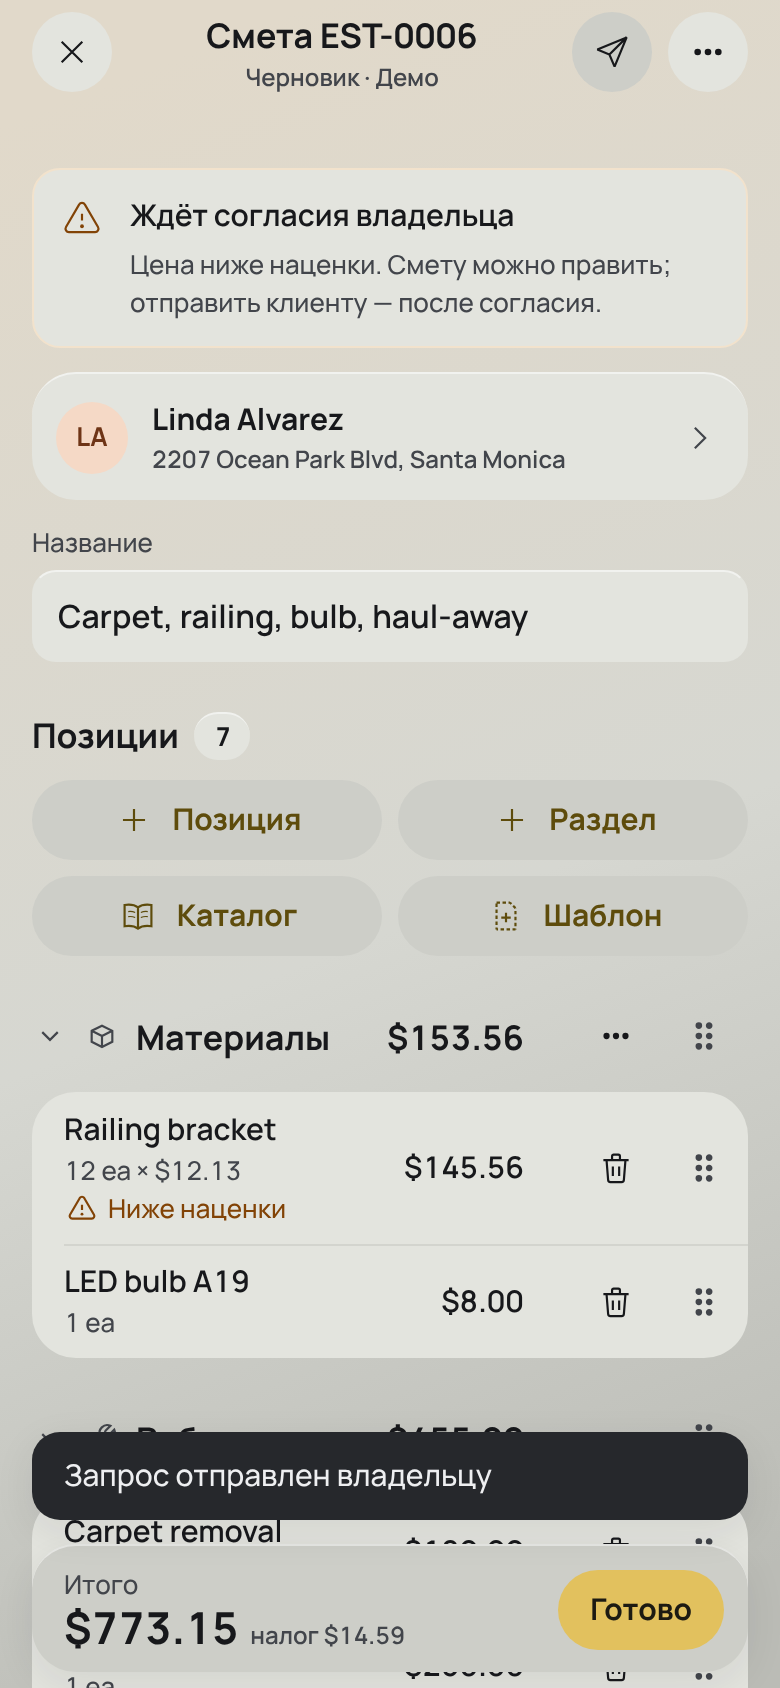 Смета EST-0006
Черновик · Демо
Ждёт согласия владельца
Цена ниже наценки. Смету можно править;
отправить клиенту — после согласия.
LA
Linda Alvarez
2207 Ocean Park Blvd, Santa Monica
Название
Carpet, railing, bulb, haul-away
Позиции 7
Позиция
Раздел
Каталог
Шаблон
Материалы $153.56
Railing bracket
12 ea × $12.13
$145.56
Ниже наценки
LED bulb A19
1 ea
$8.00
Запрос отправлен владельцу
Carpet removal
Итого
$773.15 налог $14.59
Готово
1 ea